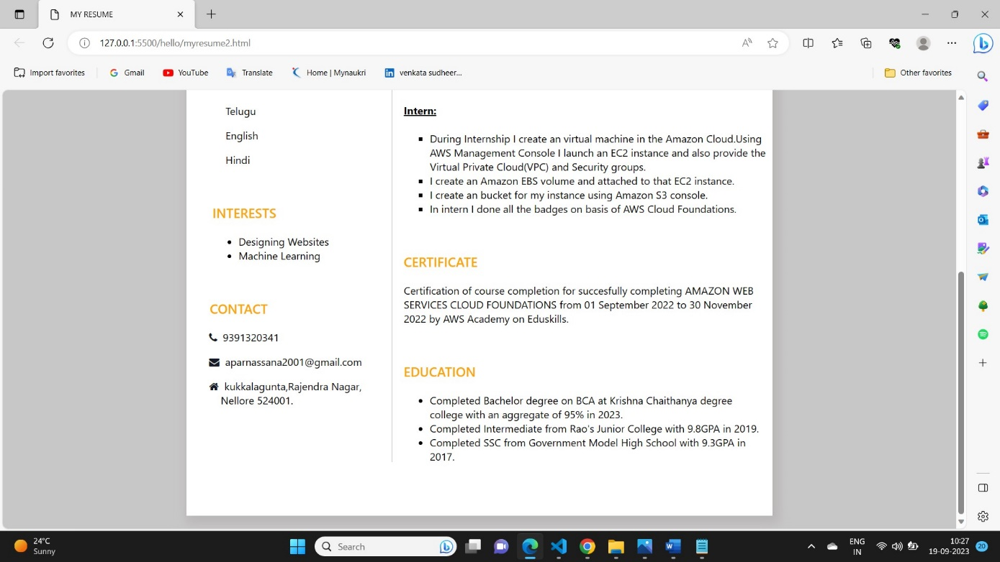 MY RESUME
127.0.0.1:5500/hello/myresume2.html
Import favorites
Gmail
YouTube
Translate
Home | Mynaukri
venkata sudheer...
Other favorites
Telugu
English
Hindi
INTERESTS
Designing Websites
Machine Learning
CONTACT
9391320341
aparnassana2001@gmail.com
kukkalagunta,Rajendra Nagar,
Nellore 524001.
Intern:
During Internship I create an virtual machine in the Amazon Cloud.Using
AWS Management Console I launch an EC2 instance and also provide the
Virtual Private Cloud(VPC) and Security groups.
I create an Amazon EBS volume and attached to that EC2 instance.
I create an bucket for my instance using Amazon S3 console.
In intern I done all the badges on basis of AWS Cloud Foundations.
CERTIFICATE
Certification of course completion for succesfully completing AMAZON WEB
SERVICES CLOUD FOUNDATIONS from 01 September 2022 to 30 November
2022 by AWS Academy on Eduskills.
EDUCATION
Completed Bachelor degree on BCA at Krishna Chaithanya degree
college with an aggregate of 95% in 2023.
Completed Intermediate from Rao's Junior College with 9.8GPA in 2019.
Completed SSC from Government Model High School with 9.3GPA in
2017.
24°C
Sunny
Search
ENG
IN
10:27
19-09-2023
20